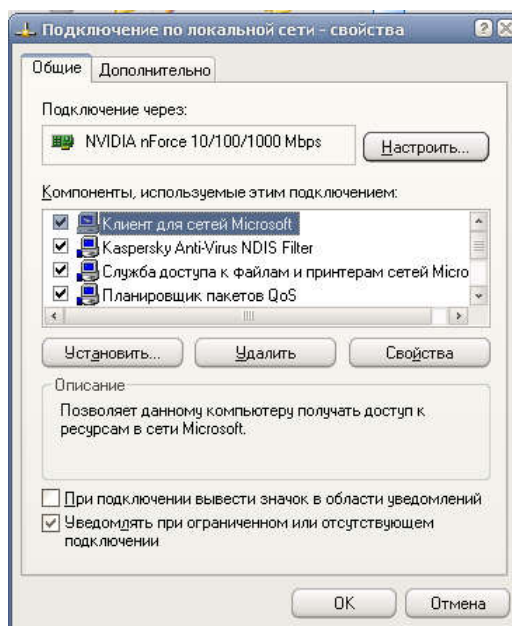 Подключение по локальной сети - свойства
Общие
Дополнительно
Подключение через:
NVIDIA nForce 10/100/1000 Mbps
Настроить...
Компоненты, используемые этим подключением:
Клиент для сетей Microsoft
Kaspersky Anti-Virus NDIS Filter
Служба доступа к файлам и принтерам сетей Micro
Планировщик пакетов QoS
Установить...
Удалить
Свойства
Описание
Позволяет данному компьютеру получать доступ к
ресурсам в сети Microsoft.
При подключении вывести значок в области уведомлений
Уведомлять при ограниченном или отсутствующем
подключении
OK
Отмена